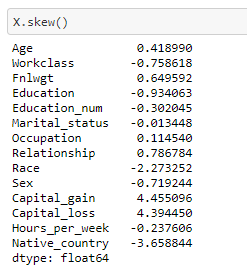 X.skew()
Age 0.418990
Workclass -0.758618
Fnlwgt 0.649592
Education -0.934063
Education_num -0.302045
Marital_status -0.013448
Occupation 0.114540
Relationship 0.786784
Race -2.273252
Sex -0.719244
Capital_gain 4.455096
Capital_loss 4.394450
Hours_per_week -0.237606
Native_country -3.658844
dtype: float64